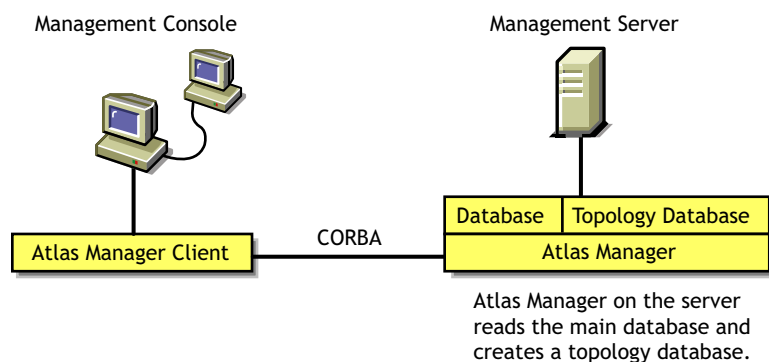 Management Console
Management Server
Database
Topology Database
Atlas Manager Client
CORBA
Atlas Manager
Atlas Manager on the server
reads the main database and
creates a topology database.